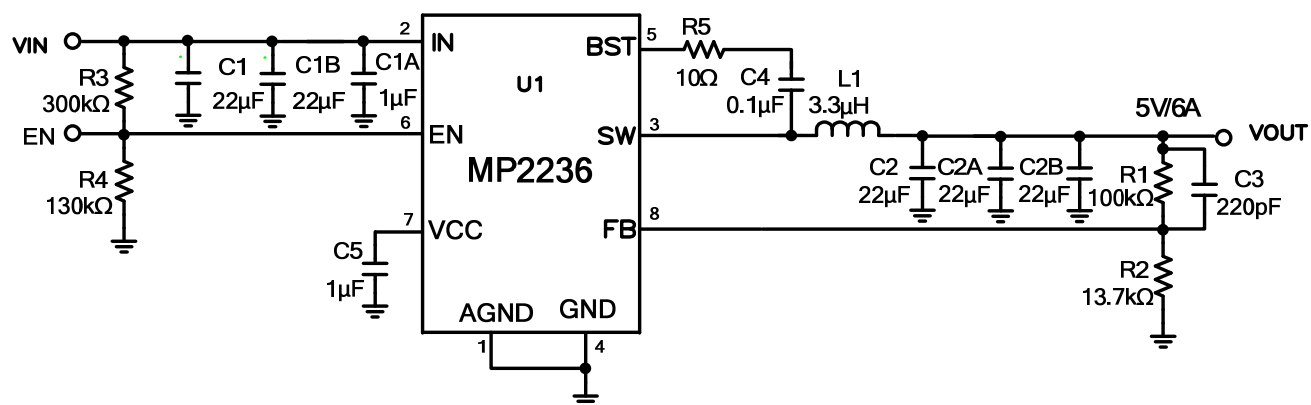 VIN
R3
300kΩ
EN
R4
130kΩ
C1
22µF
C1B
22µF
C1A
1µF
2
IN
6
EN
7
VCC
C5
1µF
U1
MP2236
AGND
GND
1
4
BST
5
SW
3
FB
8
R5
10Ω
C4
0.1µF
L1
3.3µH
C2
22µF
C2A
22µF
C2B
22µF
5V/6A
VOUT
R1
100kΩ
C3
220pF
R2
13.7kΩ